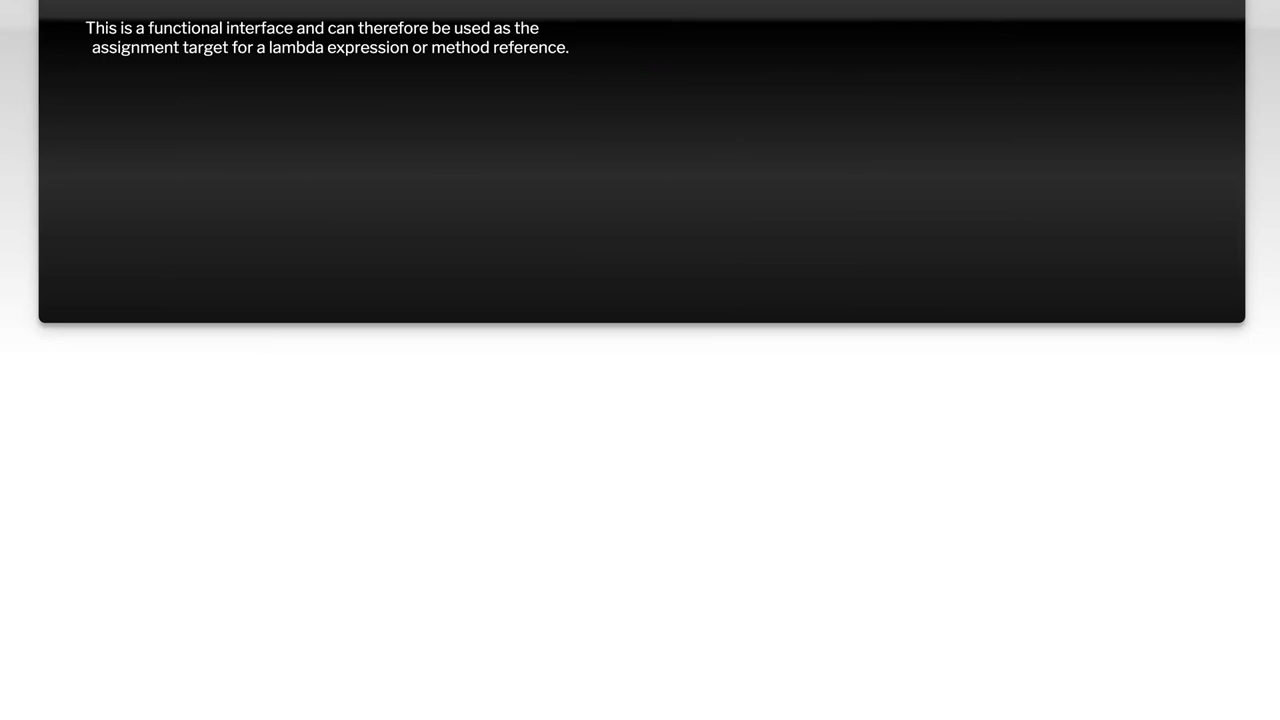 This is a functional interface and can therefore be used as the
assignment target for a lambda expression or method reference.